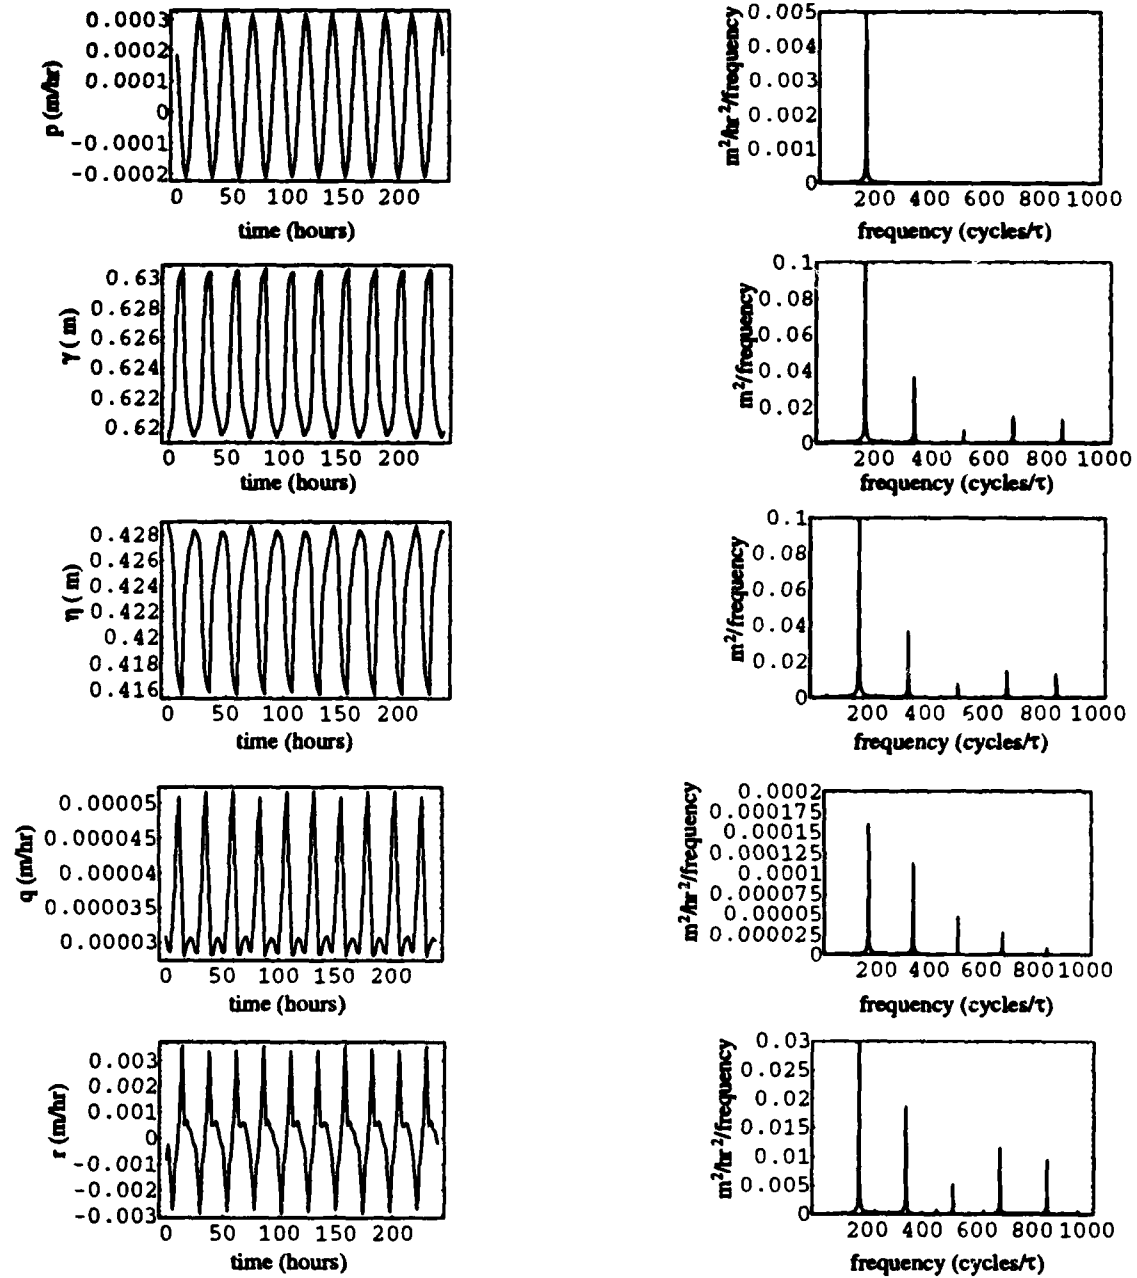 p (m/hr)
0.0003
0.0002
0.0001
0
-0.0001
-0.0002
0 50 100 150 200
time (hours)
m²/hr²/frequency
0.005
0.004
0.003
0.002
0.001
0
200 400 600 800 1000
frequency (cycles/τ)
γ ( m)
0.63
0.628
0.626
0.624
0.622
0.62
0 50 100 150 200
time (hours)
m²/frequency
0.1
0.08
0.06
0.04
0.02
0
200 400 600 800 1000
frequency (cycles/τ)
η ( m)
0.428
0.426
0.424
0.422
0.42
0.418
0.416
0 50 100 150 200
time (hours)
m²/frequency
0.1
0.08
0.06
0.04
0.02
0
200 400 600 800 1000
frequency (cycles/τ)
q (m/hr)
0.00005
0.000045
0.00004
0.000035
0.00003
0 50 100 150 200
time (hours)
m²/hr²/frequency
0.0002
0.000175
0.00015
0.000125
0.0001
0.000075
0.00005
0.000025
0
200 400 600 800 1000
frequency (cycles/τ)
r (m/hr)
0.003
0.002
0.001
0
-0.001
-0.002
-0.003
0 50 100 150 200
time (hours)
m²/hr²/frequency
0.03
0.025
0.02
0.015
0.01
0.005
0
200 400 600 800 1000
frequency (cycles/τ)